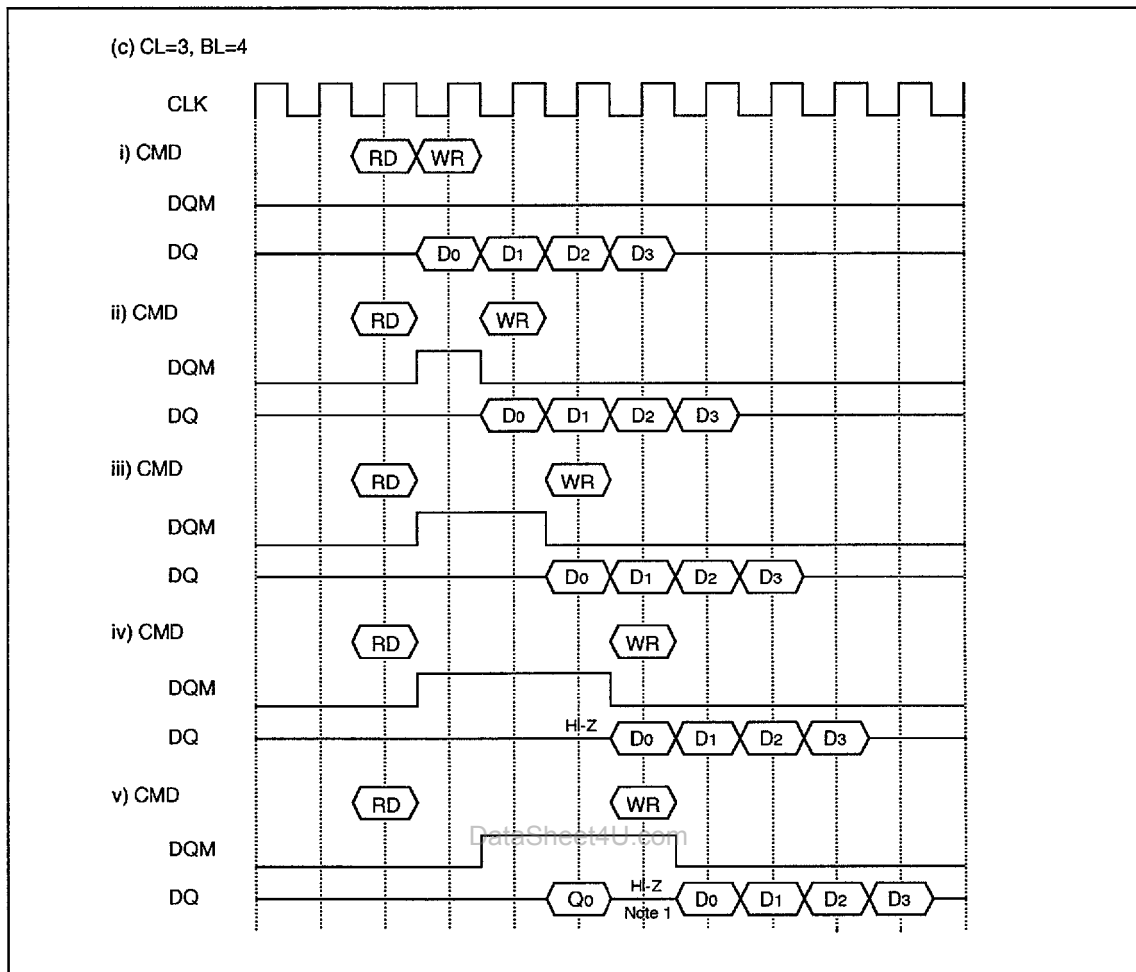 (c) CL=3, BL=4
CLK
i) CMD RD WR
DQM
DQ D0 D1 D2 D3
ii) CMD RD WR
DQM
DQ D0 D1 D2 D3
iii) CMD RD WR
DQM
DQ D0 D1 D2 D3
iv) CMD RD WR
DQM
DQ HI-Z D0 D1 D2 D3
v) CMD RD WR
DataSheet4U.com
DQM
DQ Q0 HI-Z D0 D1 D2 D3
Note 1